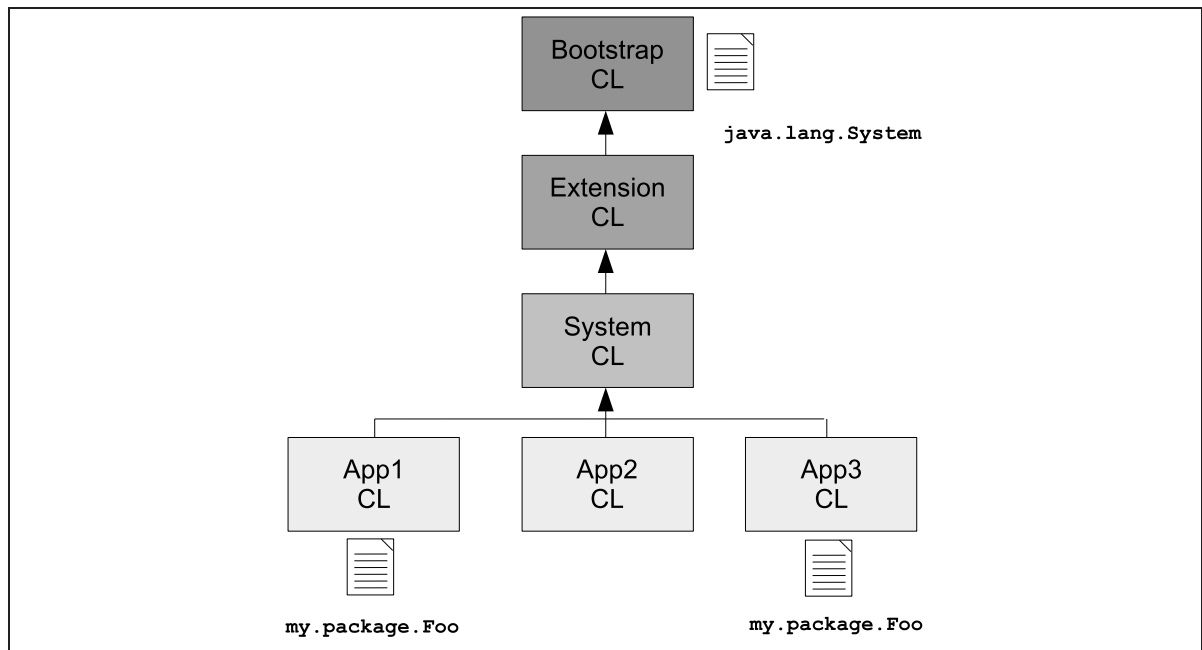 Bootstrap
CL
java.lang.System
Extension
CL
System
CL
App1
CL
App2
CL
App3
CL
my.package.Foo
my.package.Foo